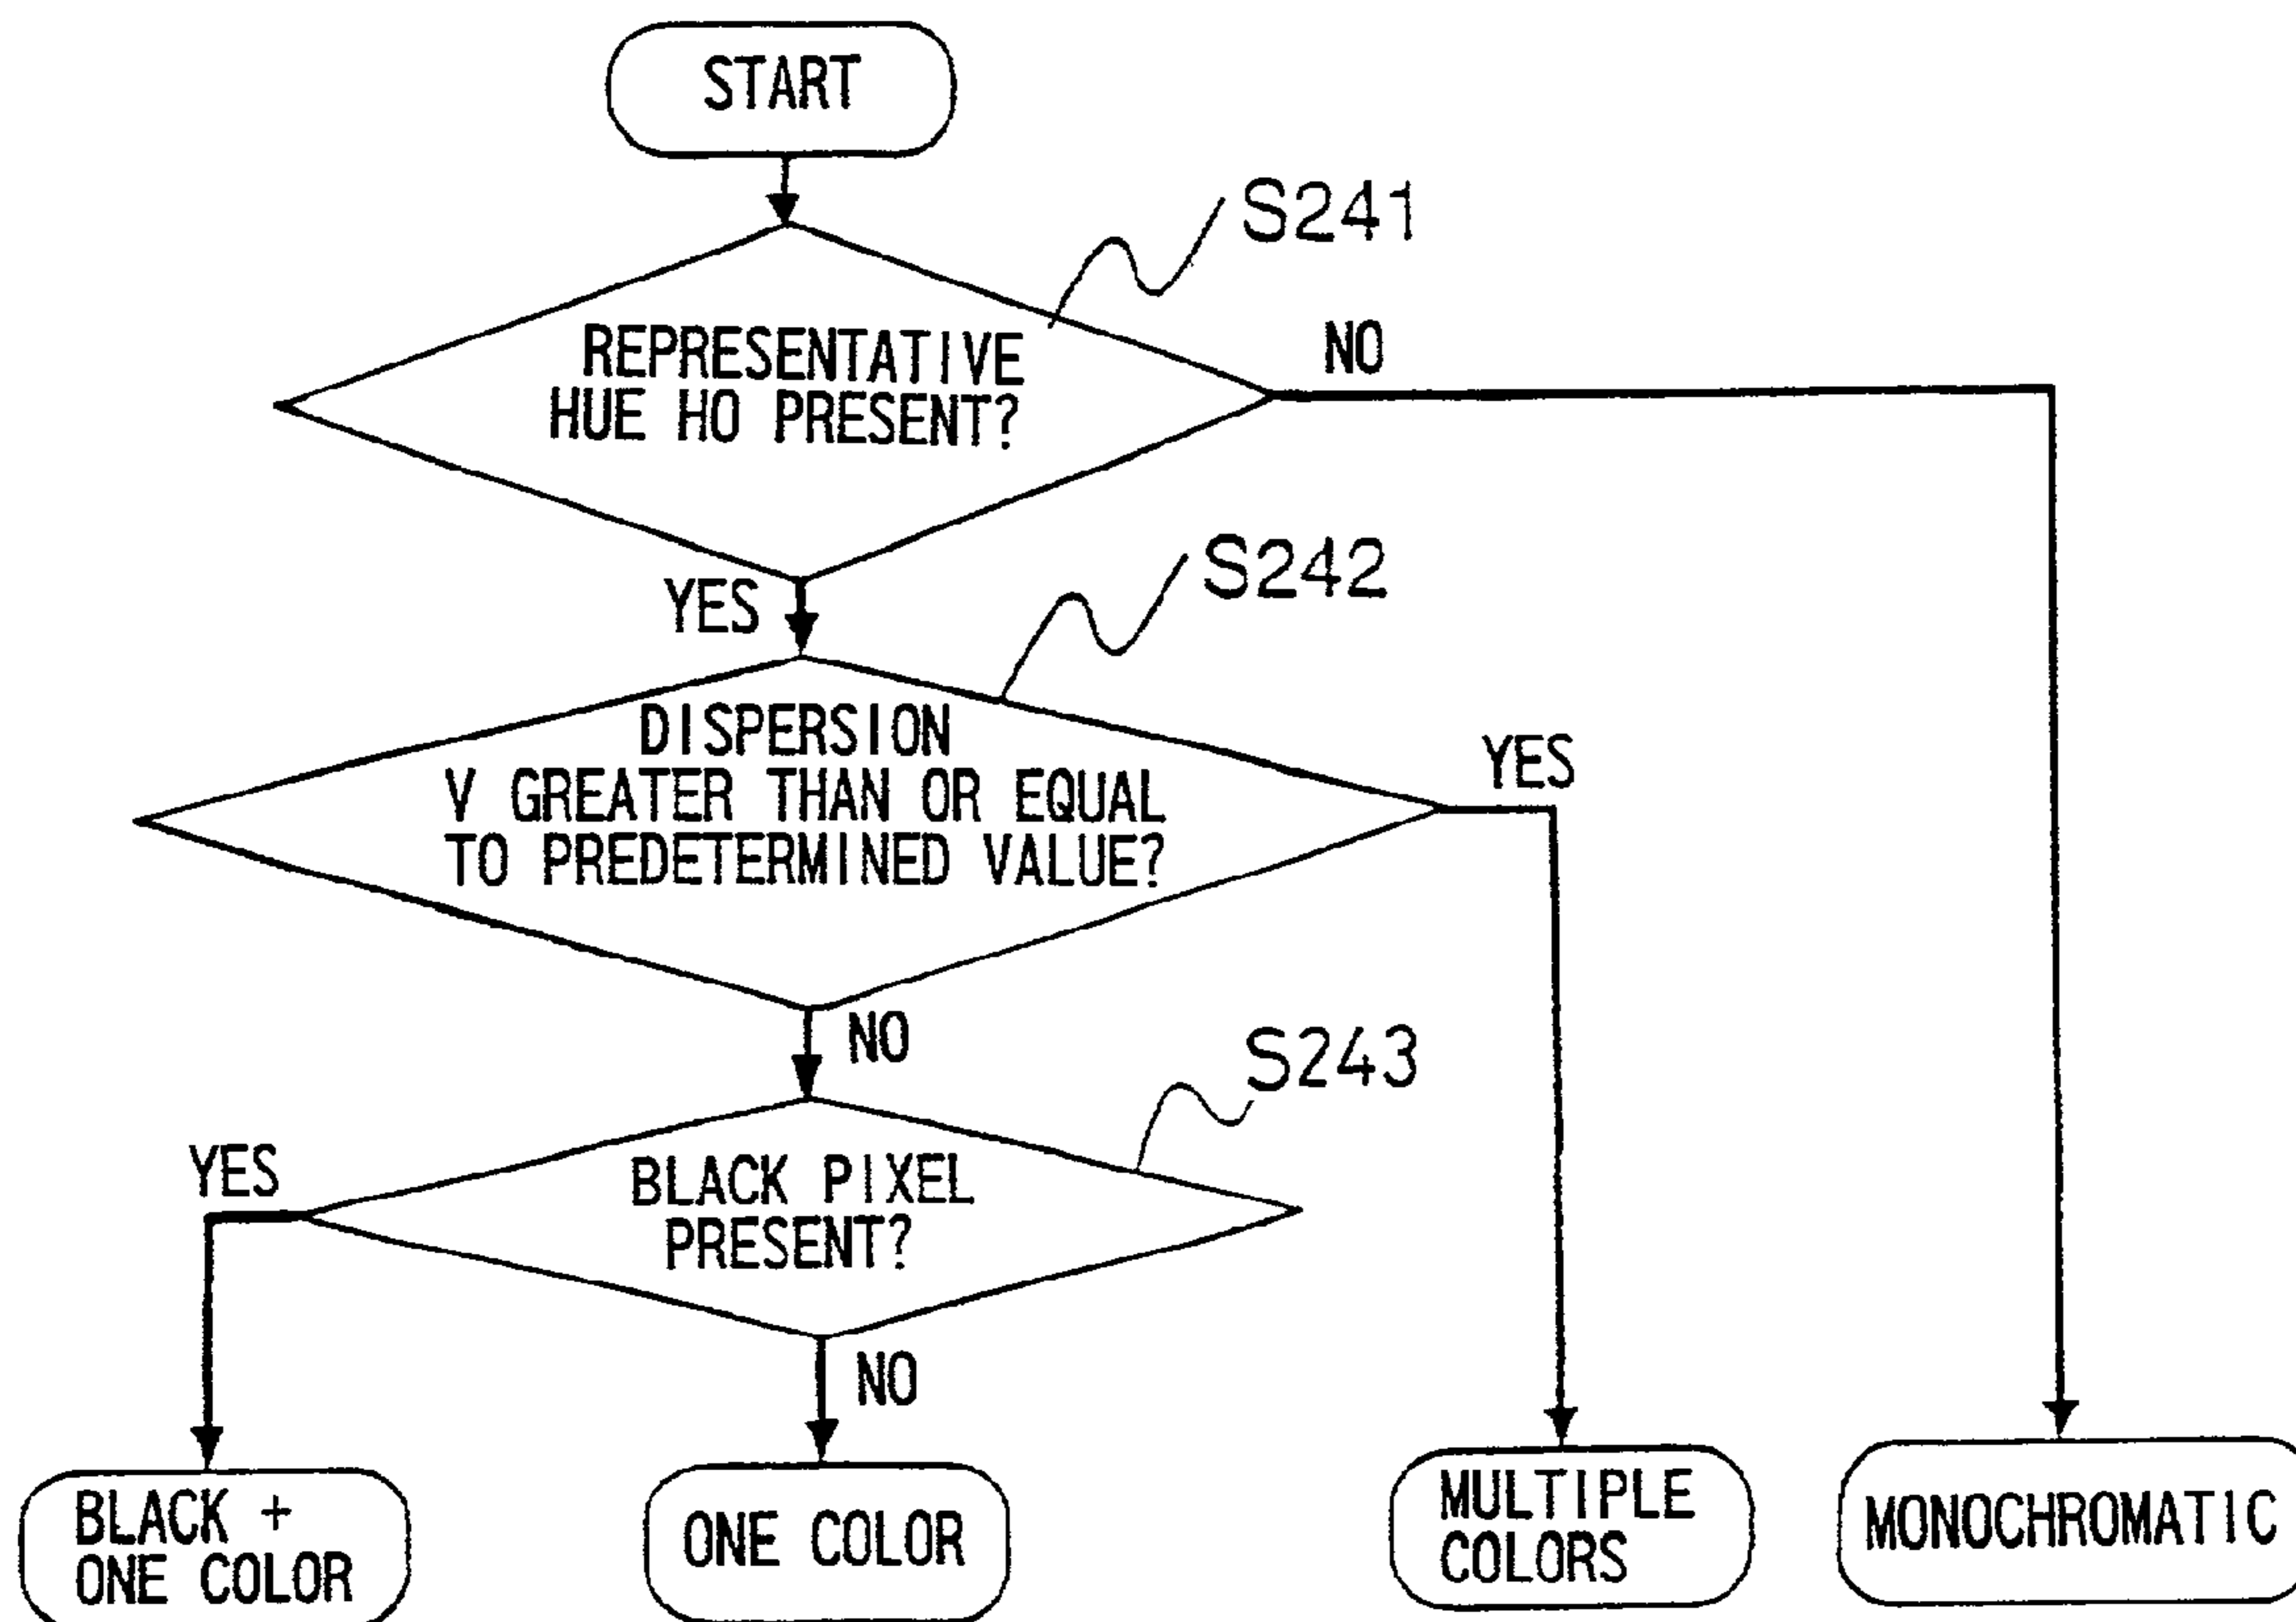 START
S241
REPRESENTATIVE
HUE HO PRESENT?
NO
YES
S242
DISPERSION
V GREATER THAN OR EQUAL
TO PREDETERMINED VALUE?
YES
NO
S243
YES
BLACK PIXEL
PRESENT?
NO
BLACK +
ONE COLOR
ONE COLOR
MULTIPLE
COLORS
MONOCHROMATIC